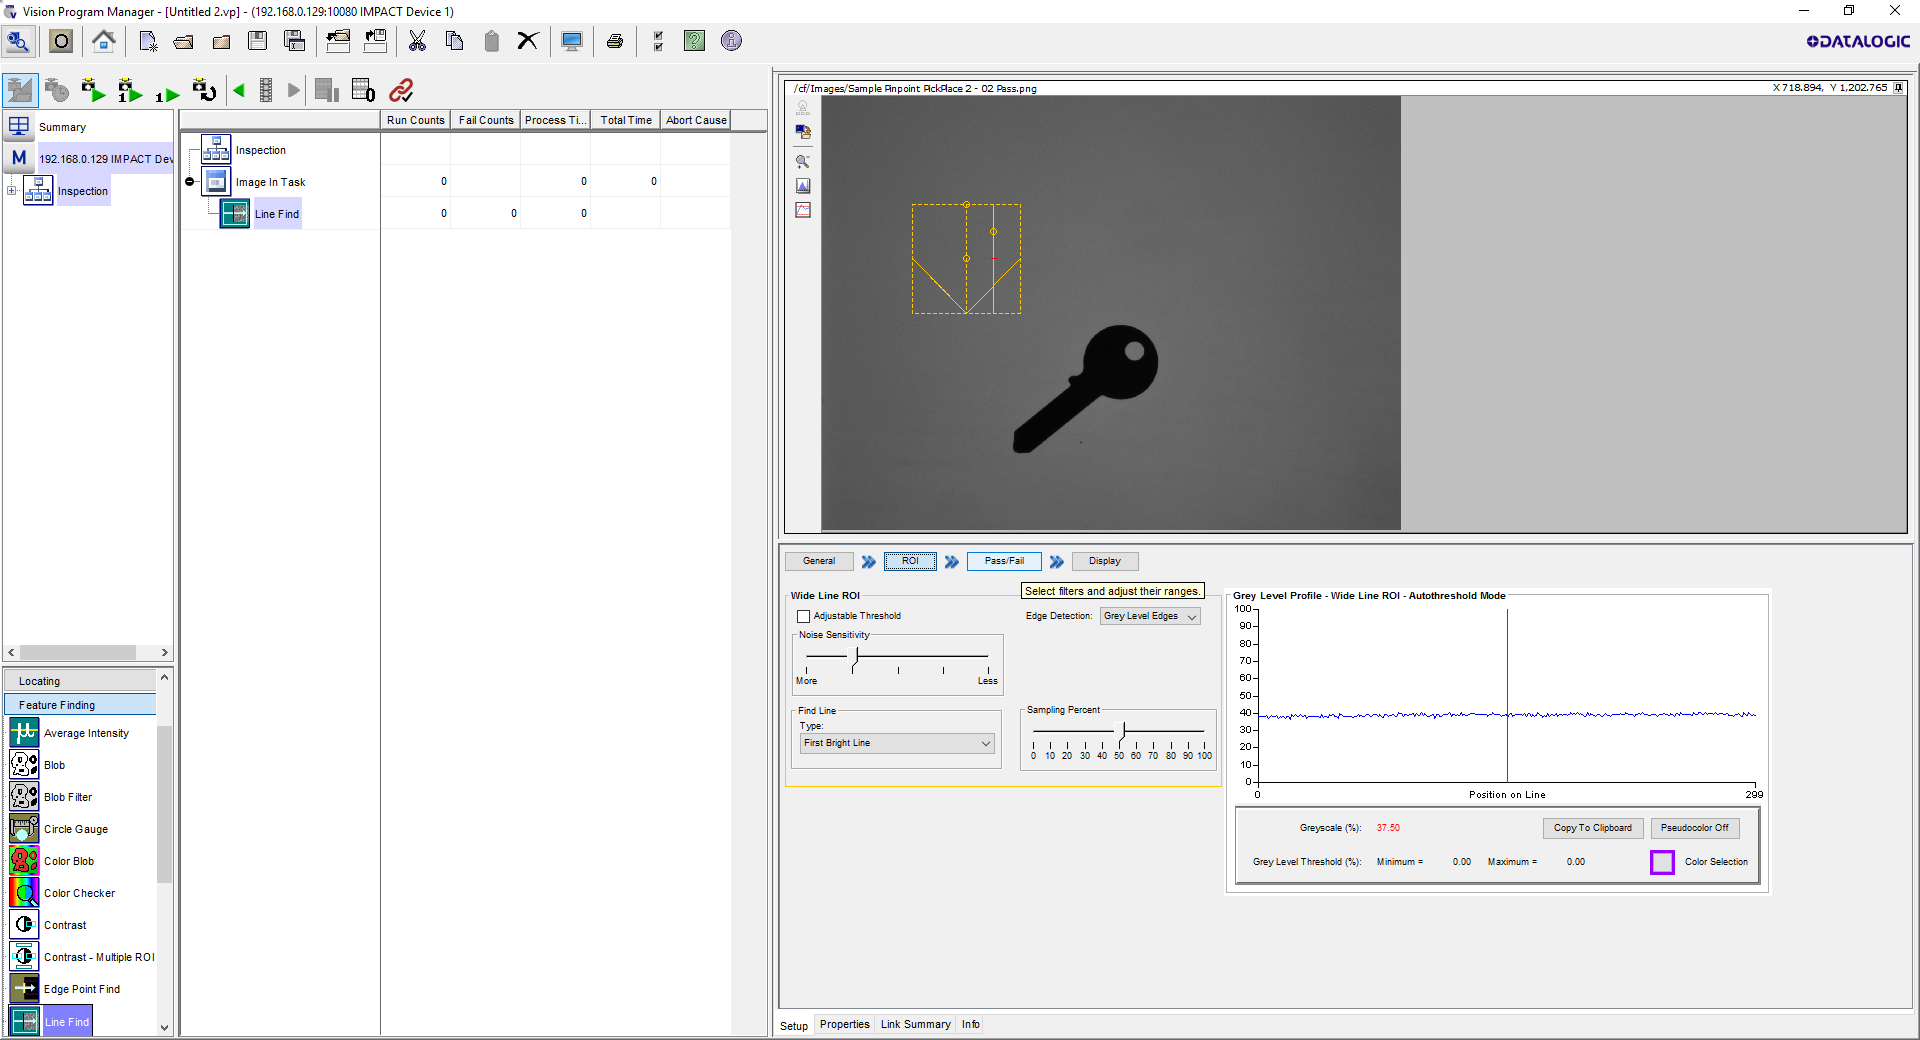 Vision Program Manager - [Untitled 2.vp] - (192.168.0.129:10080 IMPACT Device 1)
O
DATALOGIC
1
1
0
Summary
M
192.168.0.129 IMPACT Dev
Inspection
Run Counts
Fail Counts
Process Ti...
Total Time
Abort Cause
Inspection
Image In Task
0
0
0
Line Find
0
0
0
/cf/Images/Sample Pinpoint PickPlace 2 - 02 Pass.png
X 718.894, Y 1,202.765
General
ROI
Pass/Fail
Display
Select filters and adjust their ranges.
Wide Line ROI
Adjustable Threshold
Edge Detection:
Grey Level Edges
Noise Sensitivity
More
Less
Find Line
Type:
First Bright Line
Sampling Percent
0 10 20 30 40 50 60 70 80 90 100
Grey Level Profile - Wide Line ROI - Autothreshold Mode
100
90
80
70
60
50
40
30
20
10
0
0
Position on Line
299
Greyscale (%):
37.50
Copy To Clipboard
Pseudocolor Off
Grey Level Threshold (%):
Minimum =
0.00
Maximum =
0.00
Color Selection
Locating
Feature Finding
μ
Average Intensity
Blob
Blob Filter
Circle Gauge
Color Blob
Color Checker
Contrast
Contrast - Multiple ROI
Edge Point Find
Line Find
Setup
Properties
Link Summary
Info